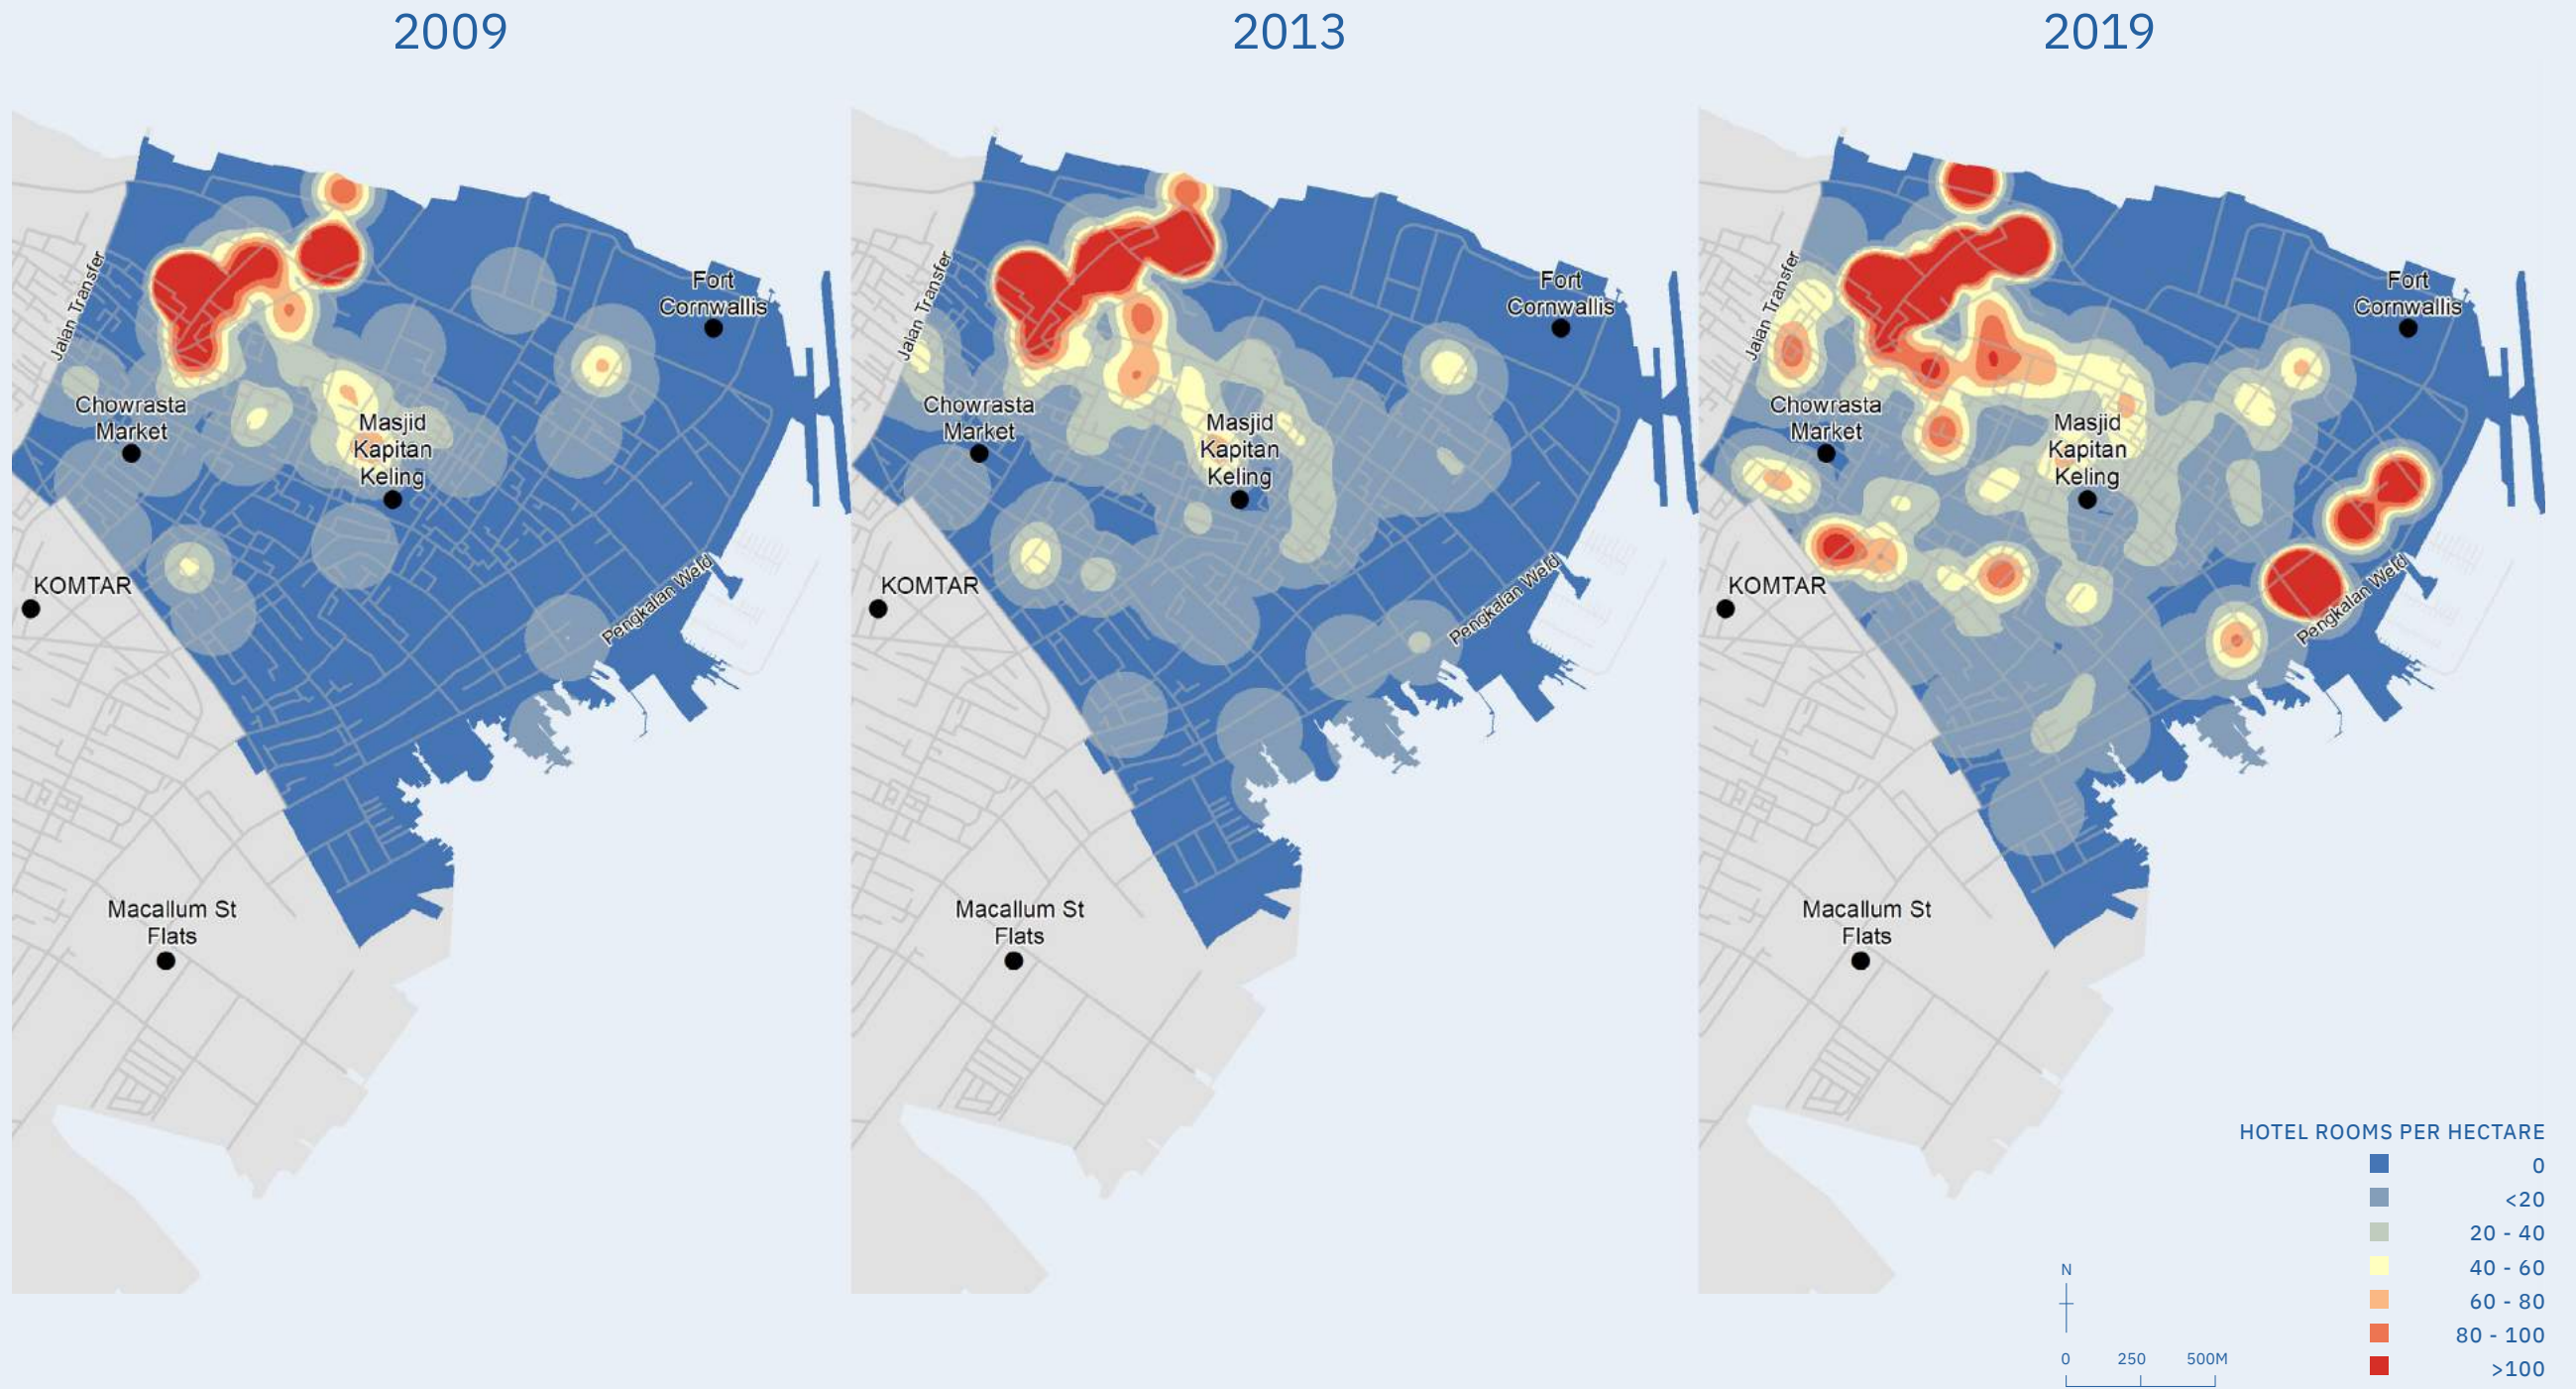 2009
Jalan Transfer
Fort
Cornwallis
Chowrasta
Market
Masjid
Kapitan
Keling
KOMTAR
Pengkalan Weld
Macallum St
Flats
2013
Jalan Transfer
Fort
Cornwallis
Chowrasta
Market
Masjid
Kapitan
Keling
KOMTAR
Pengkalan Weld
Macallum St
Flats
2019
Jalan Transfer
Fort
Cornwallis
Chowrasta
Market
Masjid
Kapitan
Keling
KOMTAR
Pengkalan Weld
Macallum St
Flats
HOTEL ROOMS PER HECTARE
0
<20
20 - 40
40 - 60
60 - 80
80 - 100
>100
N
0 250 500M